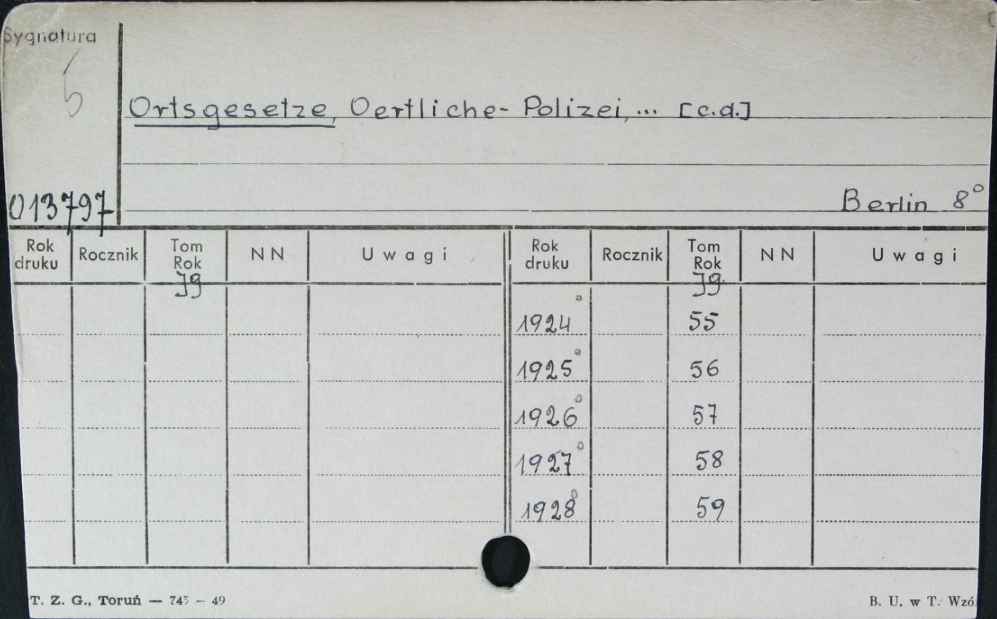 Sygnatura
5
Ortsgesetze, Oertliche- Polizei, ... [c.d.]
013797
Berlin 8°
Rok druku Rocznik Tom Rok NN Uwagi Rok druku Rocznik Tom Rok NN Uwagi
Jg Jg
1924° 55
1925° 56
1926° 57
1927° 58
1928° 59
T. Z. G., Toruń — 745 — 49 B. U. w T. Wzó